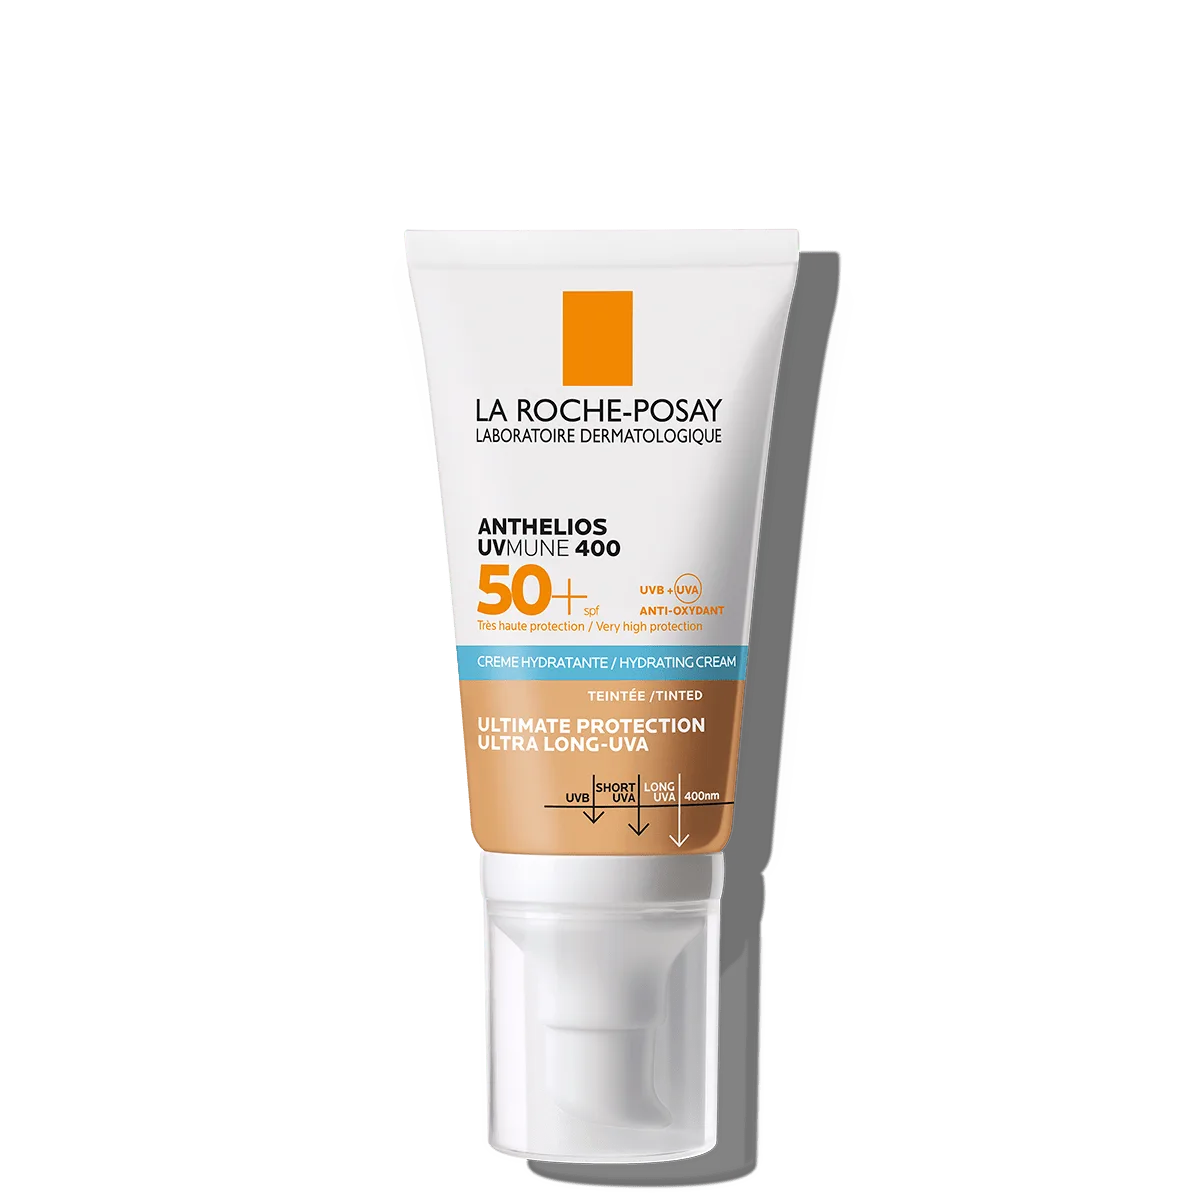 LA ROCHE-POSAY
LABORATOIRE DERMATOLOGIQUE
ANTHELIOS
UVMUNE 400
50+ spf
UVB + UVA
ANTI-OXYDANT
Très haute protection / Very high protection
CREME HYDRATANTE / HYDRATING CREAM
TEINTÉE /TINTED
ULTIMATE PROTECTION
ULTRA LONG-UVA
UVB
SHORT UVA
LONG UVA
400nm